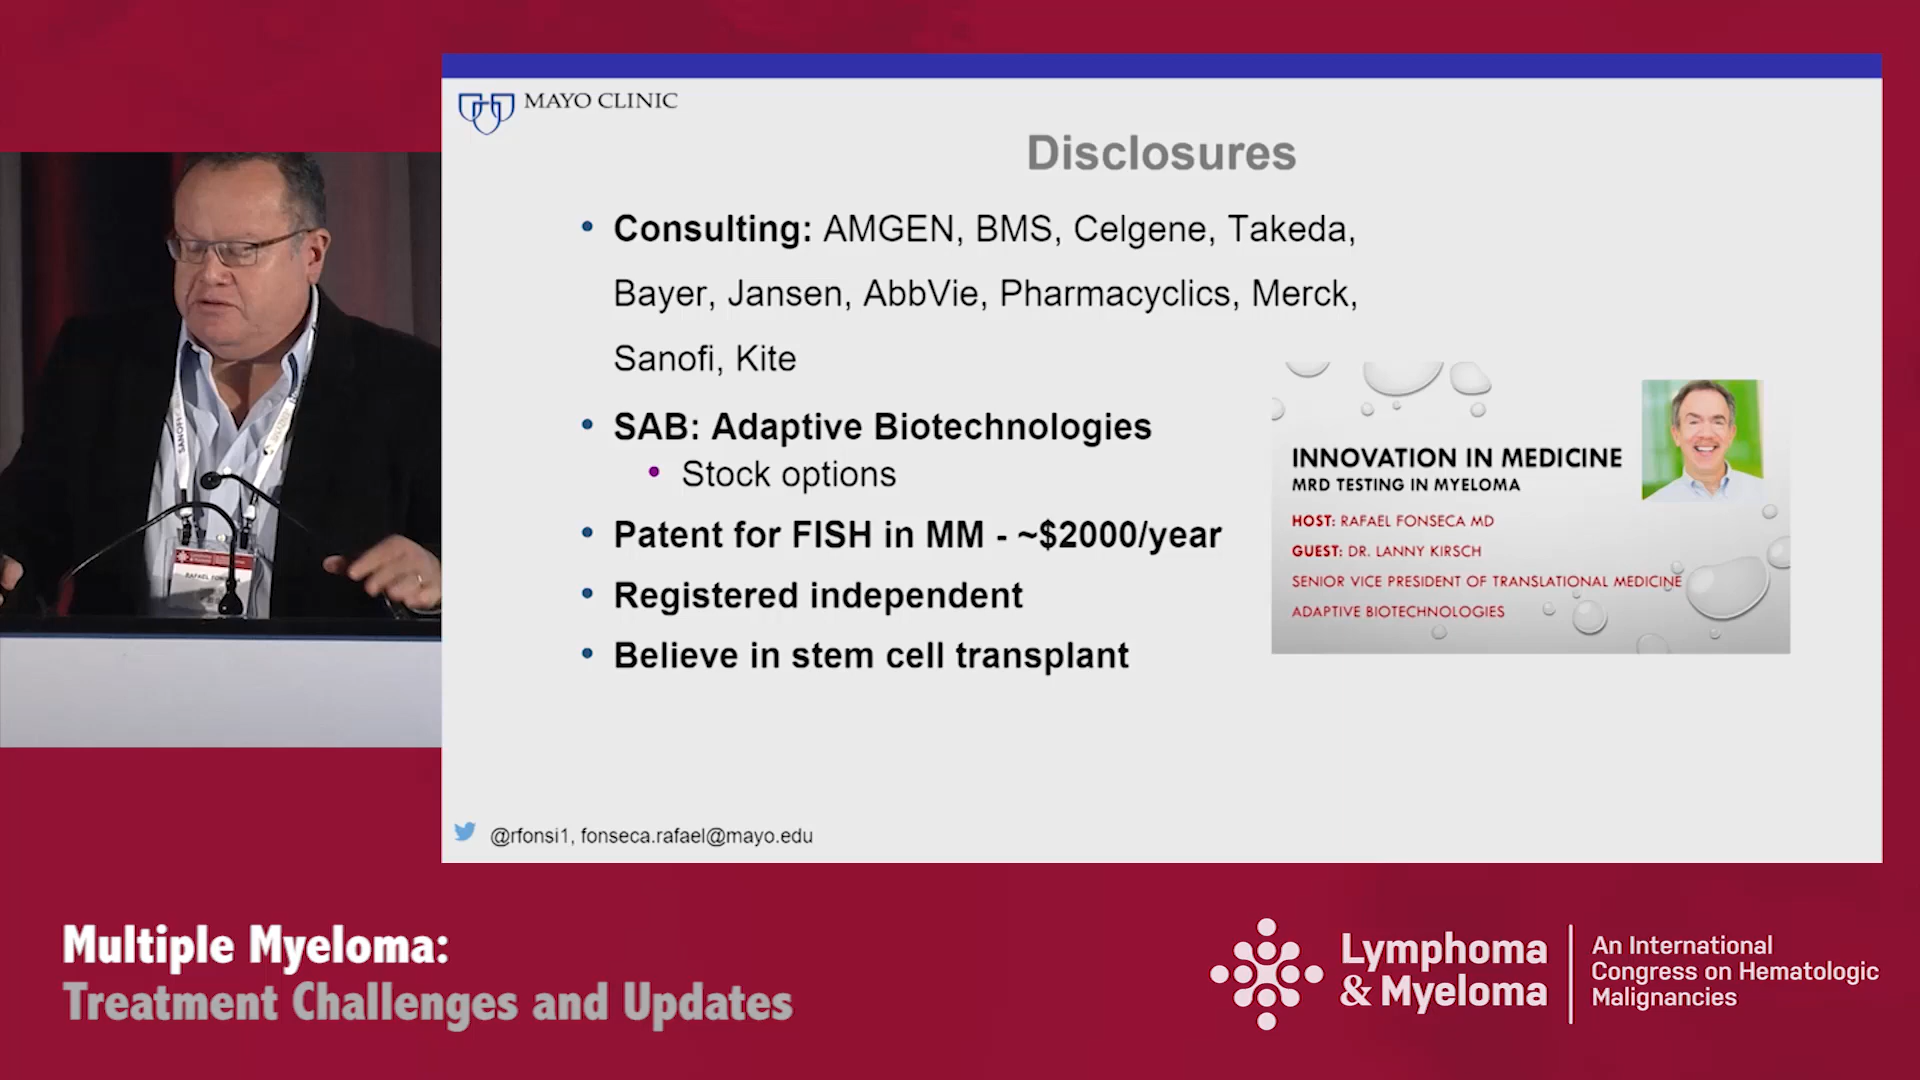 MAYO CLINIC
Disclosures
• Consulting: AMGEN, BMS, Celgene, Takeda,
Bayer, Jansen, AbbVie, Pharmacyclics, Merck,
Sanofi, Kite
• SAB: Adaptive Biotechnologies
• Stock options
• Patent for FISH in MM - ~$2000/year
• Registered independent
• Believe in stem cell transplant
INNOVATION IN MEDICINE
MRD TESTING IN MYELOMA
HOST: RAFAEL FONSECA MD
GUEST: DR. LANNY KIRSCH
SENIOR VICE PRESIDENT OF TRANSLATIONAL MEDICINE
ADAPTIVE BIOTECHNOLOGIES
@rfonsi1, fonseca.rafael@mayo.edu
SANOFI
RAFAEL
Multiple Myeloma:
Treatment Challenges and Updates
Lymphoma
& Myeloma
An International
Congress on Hematologic
Malignancies